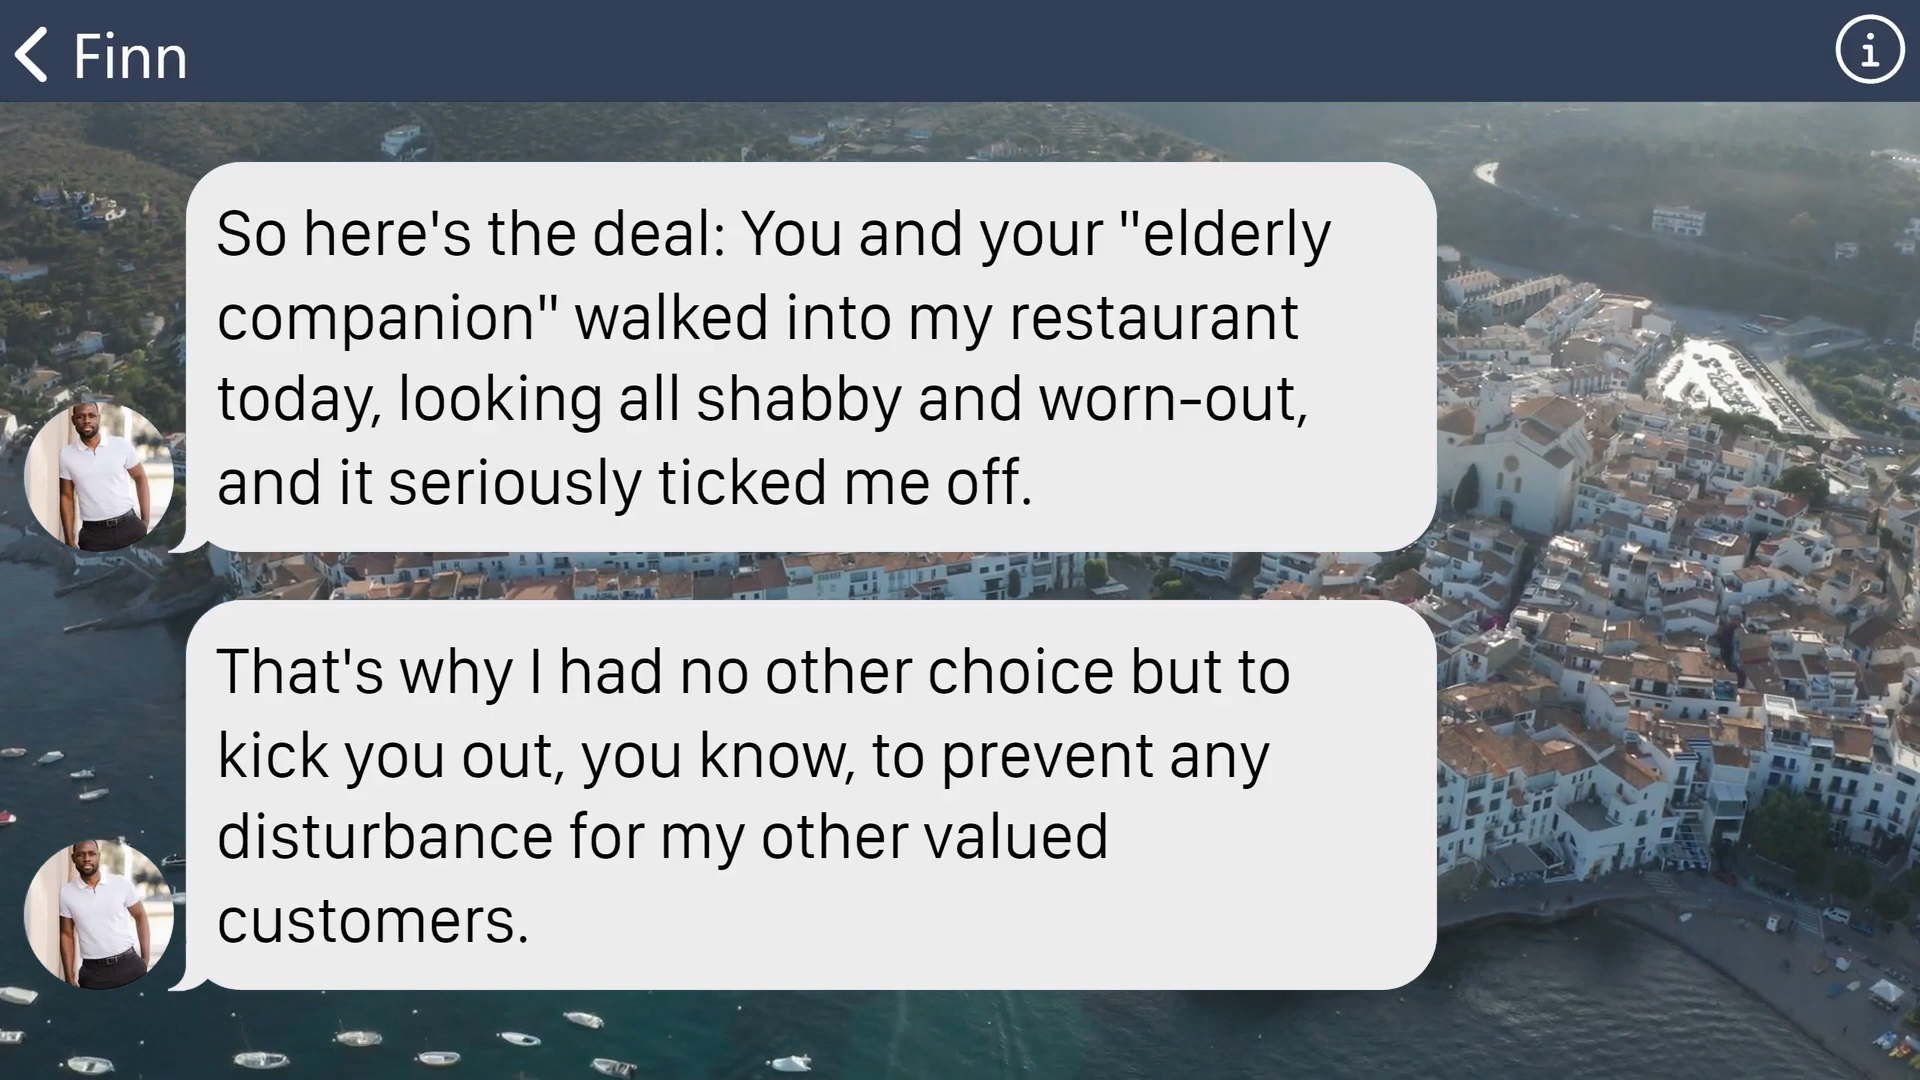 Finn
So here's the deal: You and your "elderly
companion" walked into my restaurant
today, looking all shabby and worn-out,
and it seriously ticked me off.
That's why I had no other choice but to
kick you out, you know, to prevent any
disturbance for my other valued
customers.